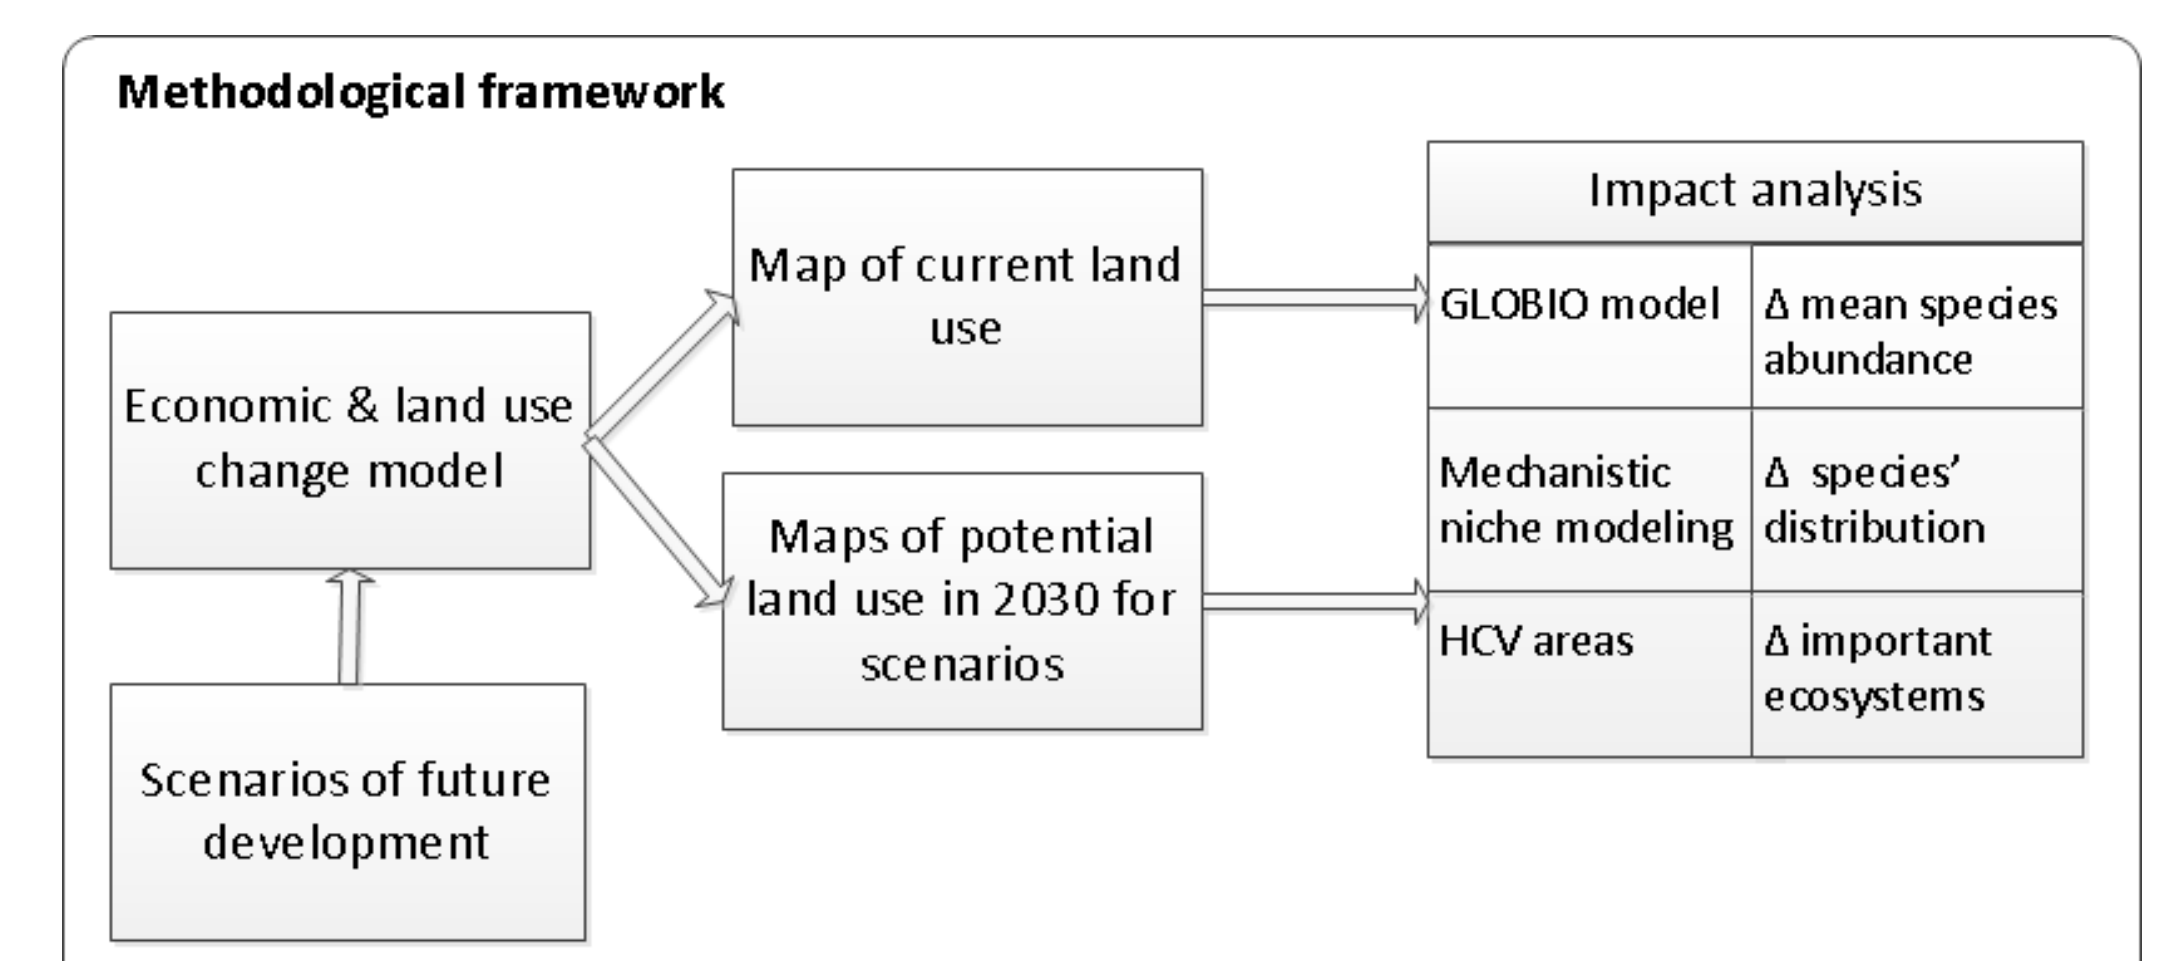 Methodological framework
Economic & land use
change model
Scenarios of future
development
Map of current land
use
Maps of potential
land use in 2030 for
scenarios
Impact analysis
GLOBIO model
Δ mean species
abundance
Mechanistic
niche modeling
Δ species’
distribution
HCV areas
Δ important
ecosystems